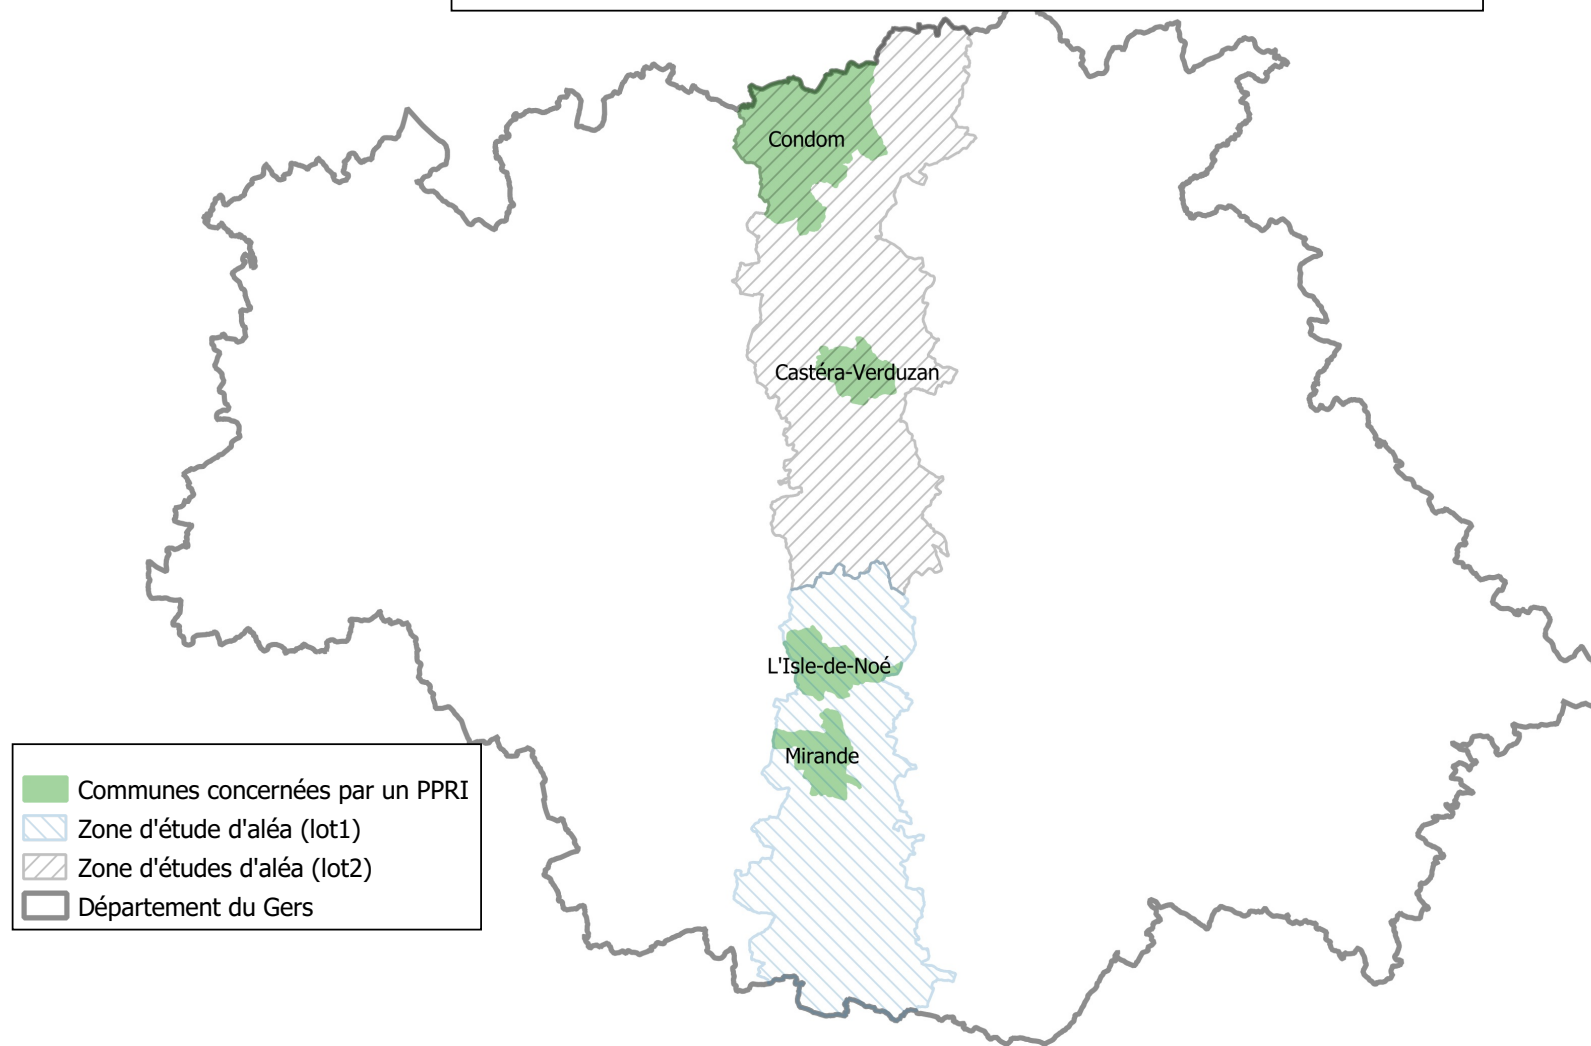 Condom
Castéra-Verduzan
L'Isle-de-Noé
Mirande
Communes concernées par un PPRI
Zone d'étude d'aléa (lot1)
Zone d'études d'aléa (lot2)
Département du Gers